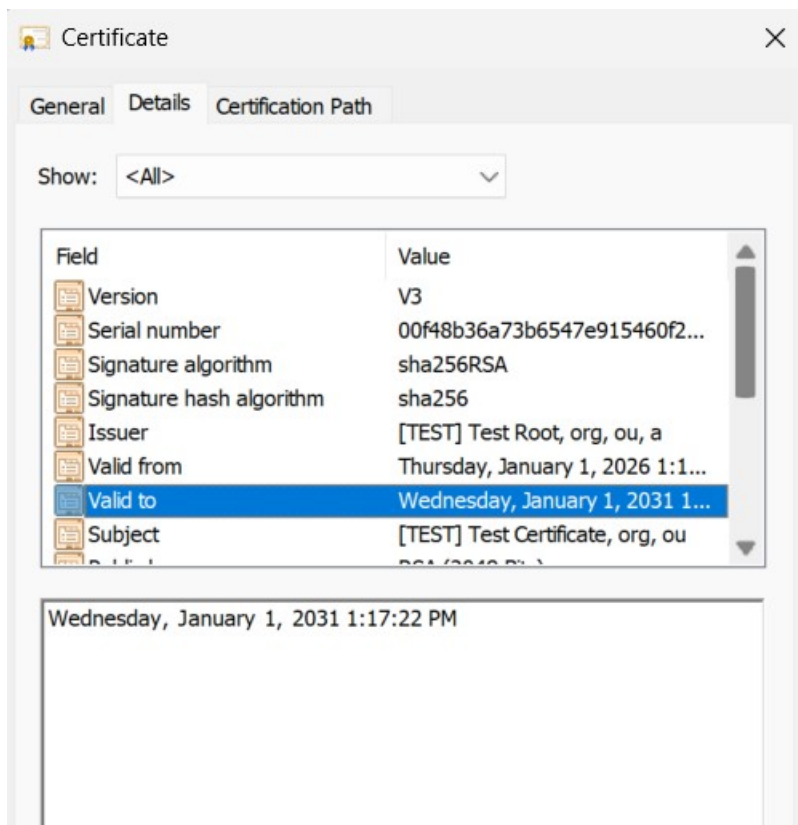 Certificate
General Details Certification Path
Show: <All>
Field Value
Version V3
Serial number 00f48b36a73b6547e915460f2...
Signature algorithm sha256RSA
Signature hash algorithm sha256
Issuer [TEST] Test Root, org, ou, a
Valid from Thursday, January 1, 2026 1:1...
Valid to Wednesday, January 1, 2031 1...
Subject [TEST] Test Certificate, org, ou
Wednesday, January 1, 2031 1:17:22 PM